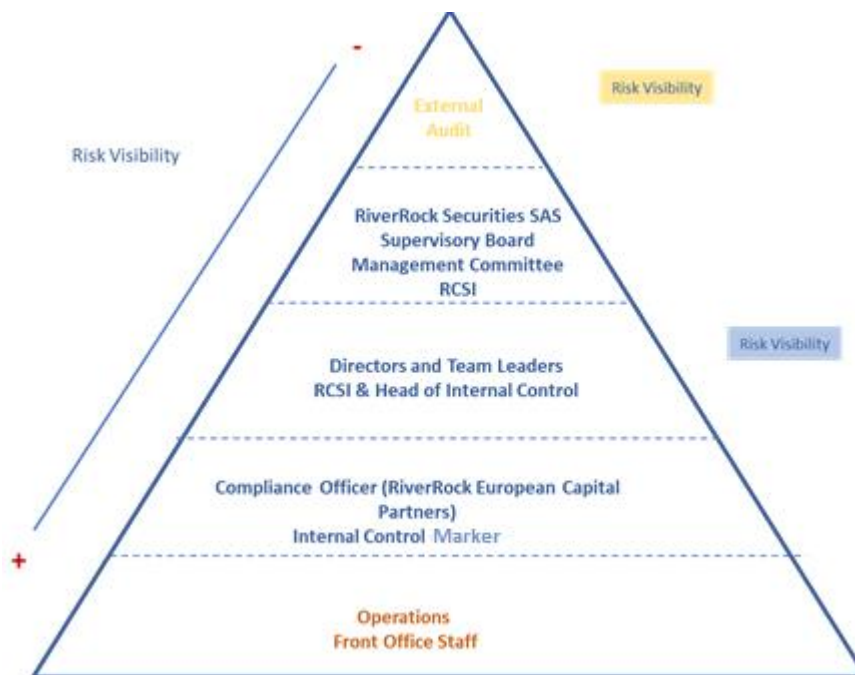 -
Risk Visibility
External
Audit
Risk Visibility
RiverRock Securities SAS
Supervisory Board
Management Committee
RCSI
Risk Visibility
Directors and Team Leaders
RCSI & Head of Internal Control
Compliance Officer (RiverRock European Capital
Partners)
Internal Control Marker
+
Operations
Front Office Staff